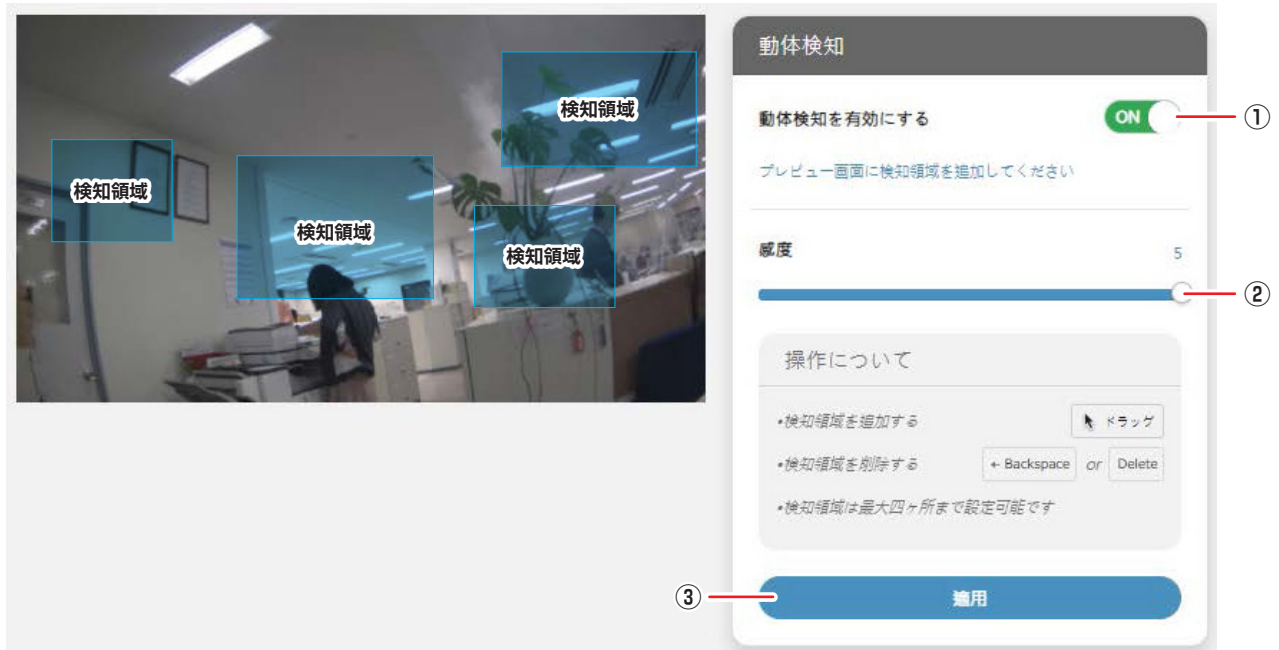 検知領域
検知領域
検知領域
検知領域
動体検知
動体検知を有効にする
ON
①
プレビュー画面に検知領域を追加してください
感度
5
②
操作について
•検知領域を追加する
ドラッグ
•検知領域を削除する
← Backspace or Delete
•検知領域は最大四ヶ所まで設定可能です
③
適用